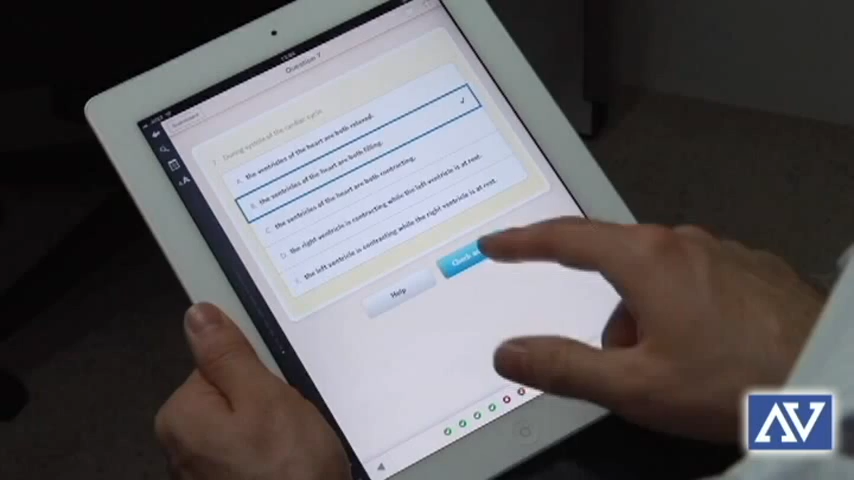 Question 7
7. During systole of the cardiac cycle
A. the ventricles of the heart are both relaxed.
B. the ventricles of the heart are both filling.
C. the ventricles of the heart are both contracting.
D. the right ventricle is contracting while the left ventricle is at rest.
E. the left ventricle is contracting while the right ventricle is at rest.
Help
AV